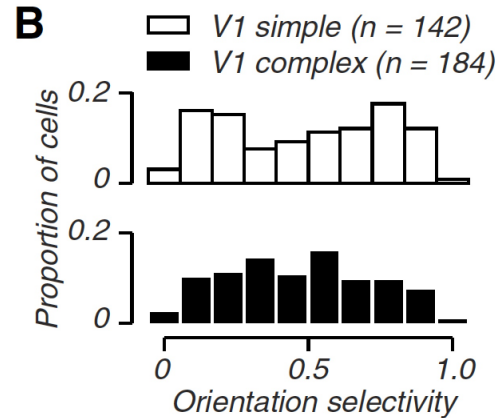 B
V1 simple (n = 142)
V1 complex (n = 184)
Proportion of cells
0.2
0
0.2
0
0 0.5 1.0
Orientation selectivity